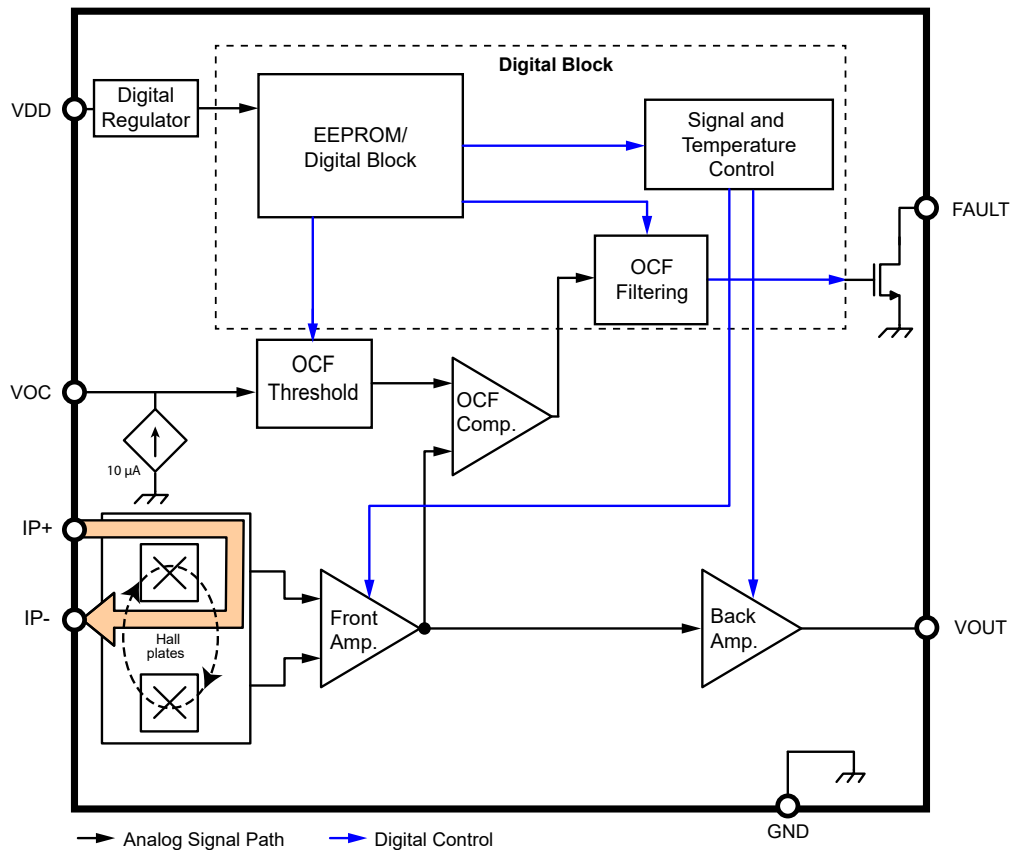 Digital Block
VDD
Digital
Regulator
EEPROM/
Digital Block
Signal and
Temperature
Control
FAULT
OCF
Filtering
VOC
OCF
Threshold
OCF
Comp.
10 µA
IP+
IP-
Hall
plates
Front
Amp.
Back
Amp.
VOUT
GND
Analog Signal Path
Digital Control